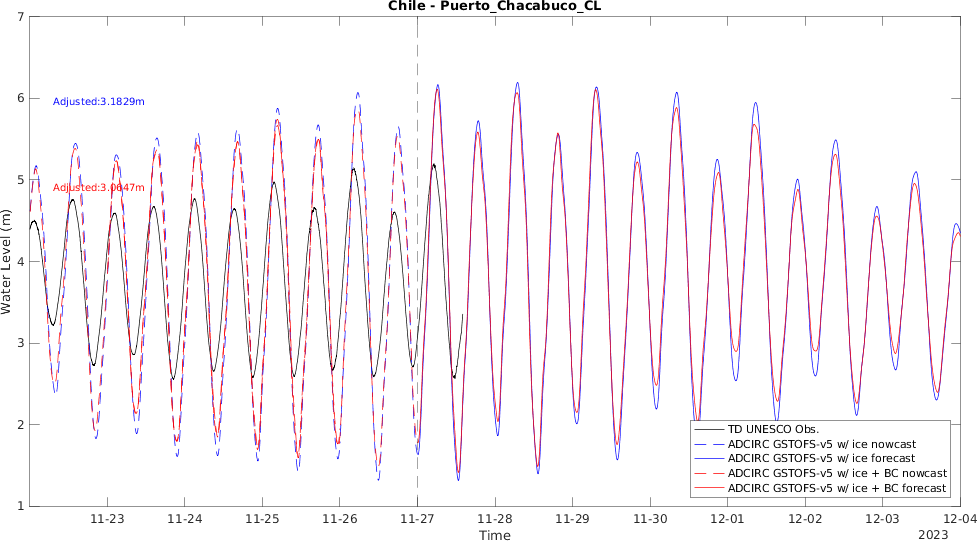 Chile - Puerto_Chacabuco_CL
7
6
5
4
3
2
1
Water Level (m)
Adjusted:3.1829m
Adjusted:3.0647m
TD UNESCO Obs.
ADCIRC GSTOFS-v5 w/ ice nowcast
ADCIRC GSTOFS-v5 w/ ice forecast
ADCIRC GSTOFS-v5 w/ ice + BC nowcast
ADCIRC GSTOFS-v5 w/ ice + BC forecast
11-23 11-24 11-25 11-26 11-27 11-28 11-29 11-30 12-01 12-02 12-03 12-04
Time
2023